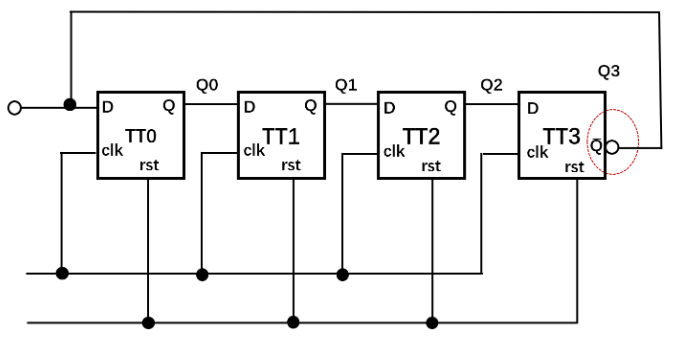 Q0 Q1 Q2 Q3
D Q D Q D Q D
TT0 TT1 TT2 TT3 Q̅
clk clk clk clk
rst rst rst rst